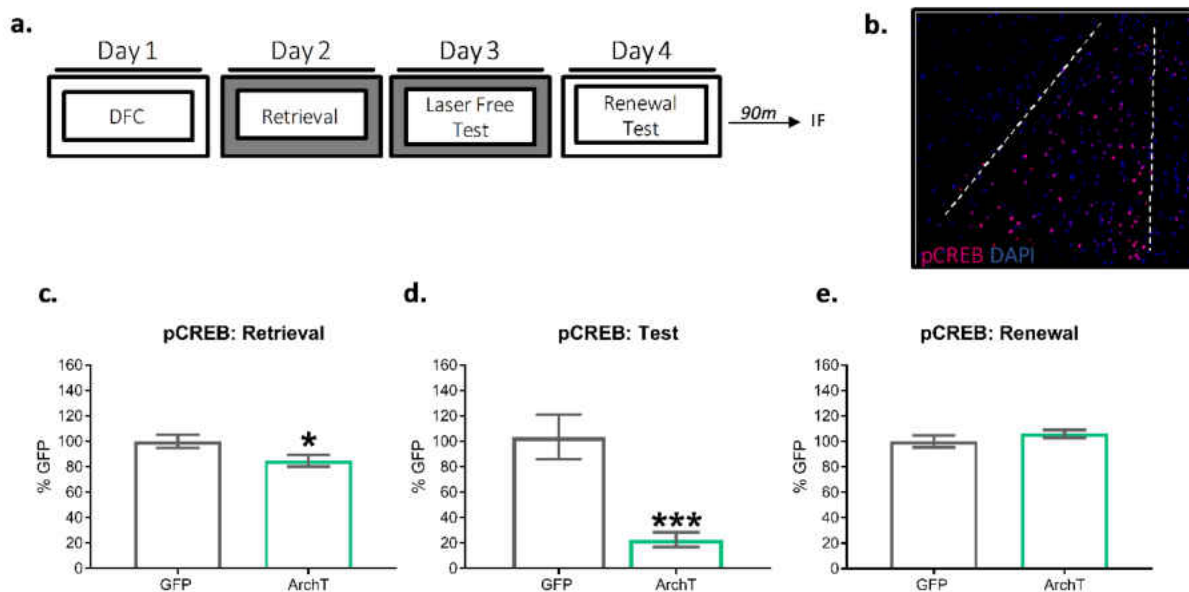 a.
Day 1 Day 2 Day 3 Day 4
DFC
Retrieval
Laser Free
Test
Renewal
Test
90m
IF
b.
pCREB DAPI
c.
pCREB: Retrieval
160
140
120
100
80
60
40
20
0
% GFP
*
GFP ArchT
d.
pCREB: Test
160
140
120
100
80
60
40
20
0
% GFP
***
GFP ArchT
e.
pCREB: Renewal
160
140
120
100
80
60
40
20
0
% GFP
GFP ArchT